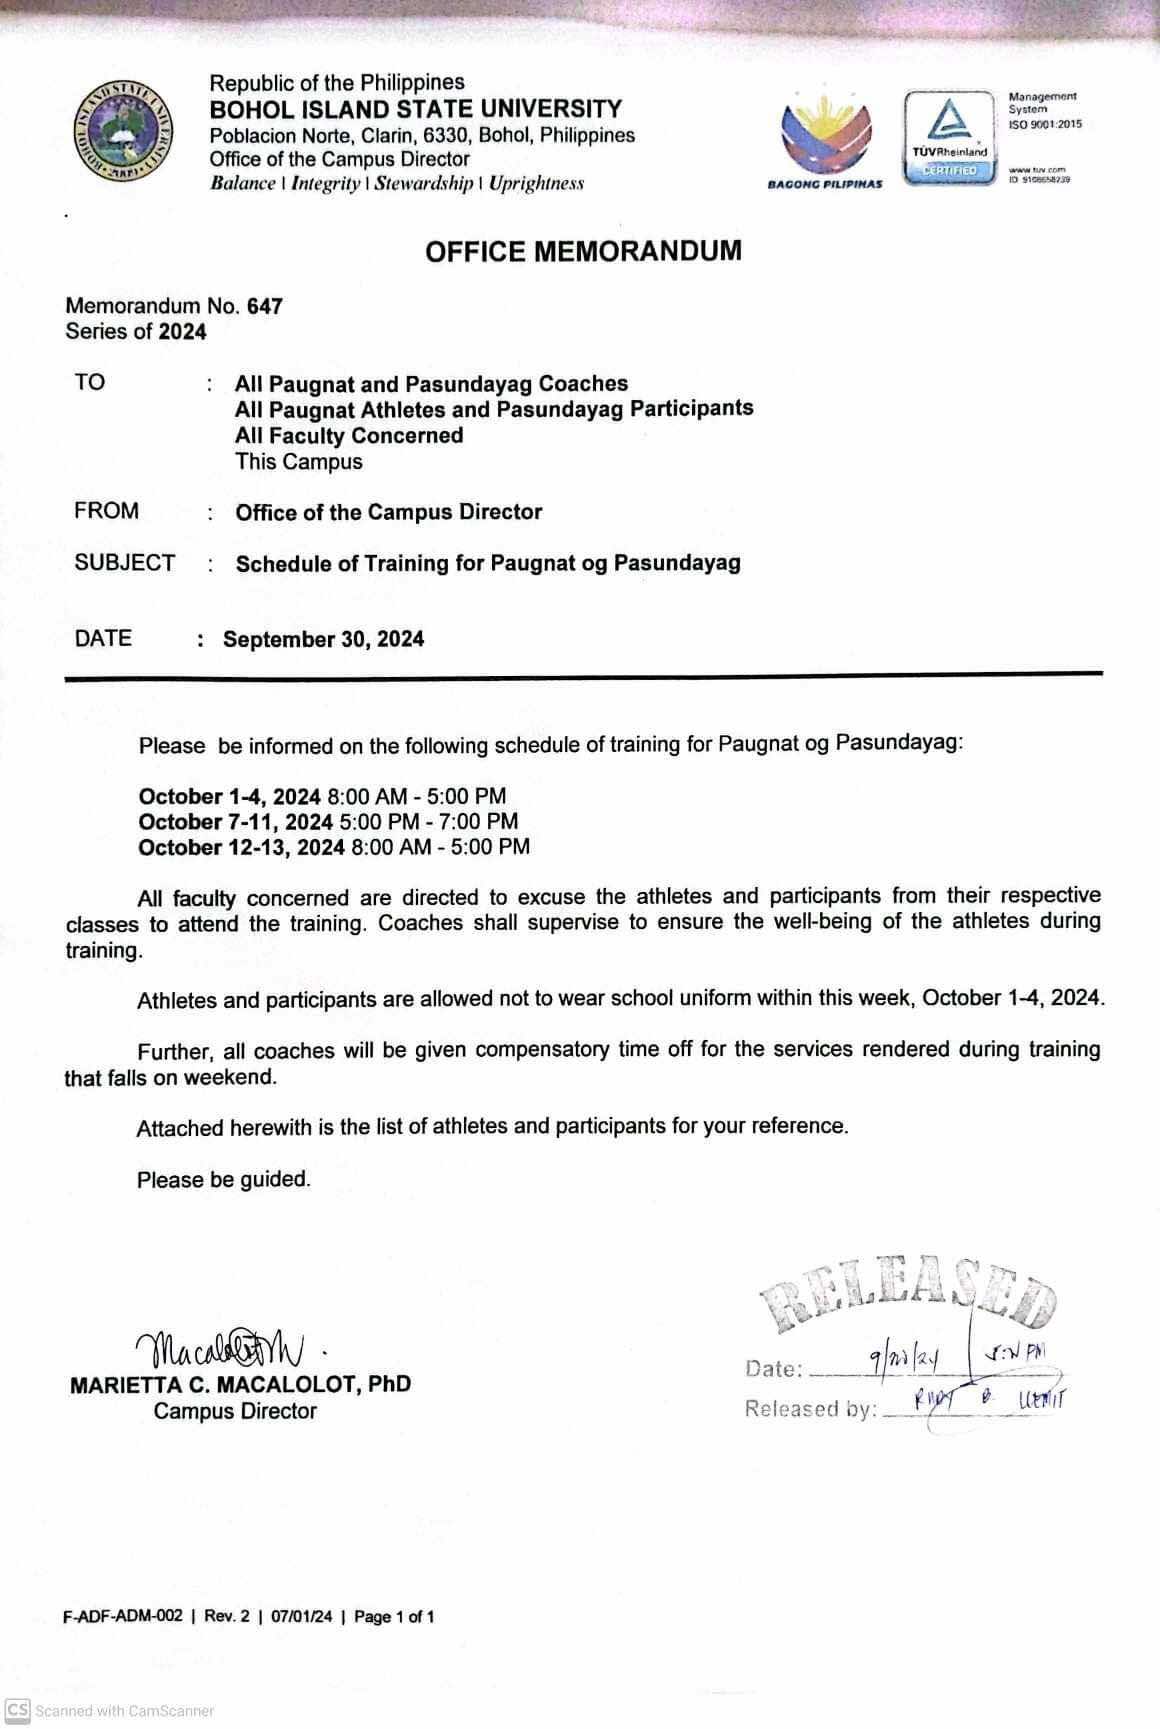 Republic of the Philippines
BOHOL ISLAND STATE UNIVERSITY
Poblacion Norte, Clarin, 6330, Bohol, Philippines
Office of the Campus Director
Balance | Integrity | Stewardship | Uprightness
BAGONG PILIPINAS
TÜVRheinland
CERTIFIED
Management
System
ISO 9001:2015
www.tuv.com
ID 9108658239
OFFICE MEMORANDUM
Memorandum No. 647
Series of 2024
TO : All Paugnat and Pasundayag Coaches
All Paugnat Athletes and Pasundayag Participants
All Faculty Concerned
This Campus
FROM : Office of the Campus Director
SUBJECT : Schedule of Training for Paugnat og Pasundayag
DATE : September 30, 2024
Please be informed on the following schedule of training for Paugnat og Pasundayag:
October 1-4, 2024 8:00 AM - 5:00 PM
October 7-11, 2024 5:00 PM - 7:00 PM
October 12-13, 2024 8:00 AM - 5:00 PM
All faculty concerned are directed to excuse the athletes and participants from their respective
classes to attend the training. Coaches shall supervise to ensure the well-being of the athletes during
training.
Athletes and participants are allowed not to wear school uniform within this week, October 1-4, 2024.
Further, all coaches will be given compensatory time off for the services rendered during training
that falls on weekend.
Attached herewith is the list of athletes and participants for your reference.
Please be guided.
RELEASED
Date: PM
Released by:
MARIETTA C. MACALOLOT, PhD
Campus Director
F-ADF-ADM-002 | Rev. 2 | 07/01/24 | Page 1 of 1
CS Scanned with CamScanner